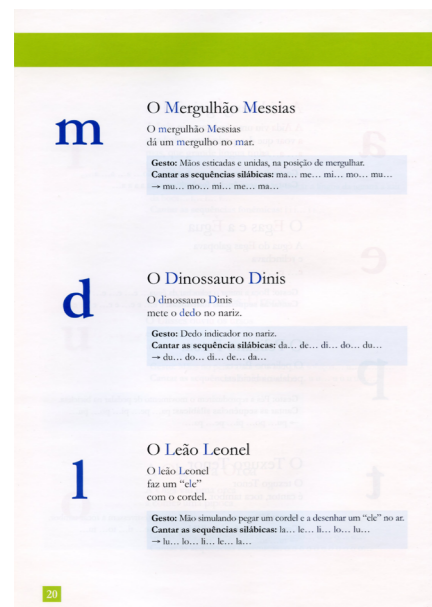 m
O Mergulhão Messias
O mergulhão Messias
dá um mergulho no mar.
Gesto: Mãos esticadas e unidas, na posição de mergulhar.
Cantar as sequências silábicas: ma… me… mi… mo… mu…
→ mu… mo… mi… me… ma…
d
O Dinossauro Dinis
O dinossauro Dinis
mete o dedo no nariz.
Gesto: Dedo indicador no nariz.
Cantar as sequência silábicas: da… de… di… do… du…
→ du… do… di… de… da…
l
O Leão Leonel
O leão Leonel
faz um “ele”
com o cordel.
Gesto: Mão simulando pegar um cordel e a desenhar um “ele” no ar.
Cantar as sequências silábicas: la… le… li… lo… lu…
→ lu… lo… li… le… la…
20